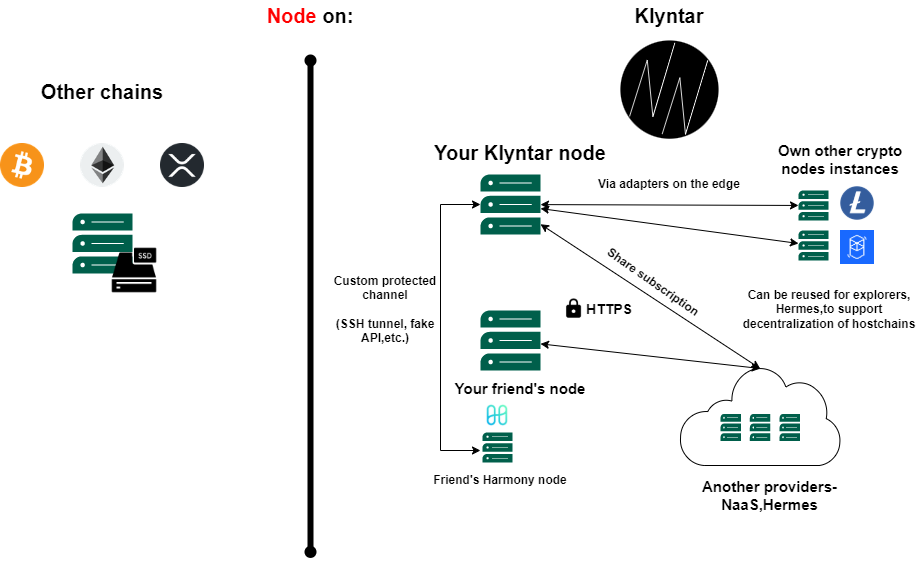 Node on:
Klyntar
Other chains
Your Klyntar node
Own other crypto
nodes instances
Via adapters on the edge
SSD
Share subscription
Custom protected
channel
(SSH tunnel, fake
API,etc.)
HTTPS
Can be reused for explorers,
Hermes,to support
decentralization of hostchains
Your friend's node
Friend's Harmony node
Another providers-
NaaS,Hermes